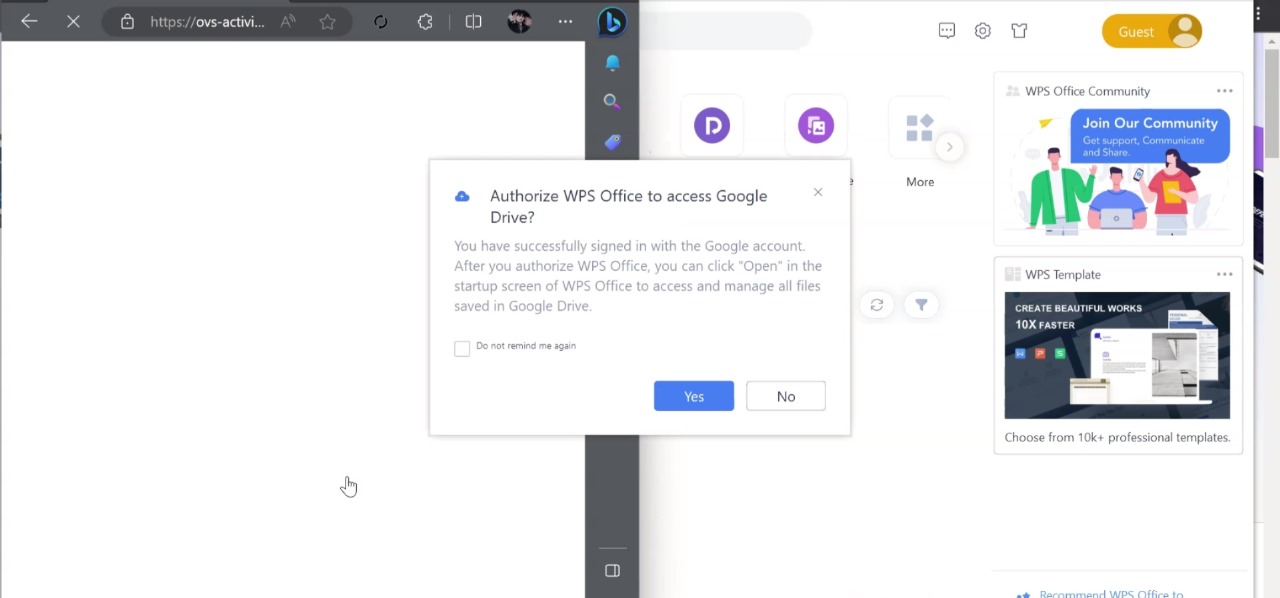 https://ovs-activi...
Guest
WPS Office Community
Join Our Community
Get support, Communicate
and Share.
More
Authorize WPS Office to access Google
Drive?
You have successfully signed in with the Google account.
After you authorize WPS Office, you can click "Open" in the
startup screen of WPS Office to access and manage all files
saved in Google Drive.
Do not remind me again
Yes
No
WPS Template
CREATE BEAUTIFUL WORKS
10X FASTER
W P S
Choose from 10k+ professional templates.
Recommend WPS Office to